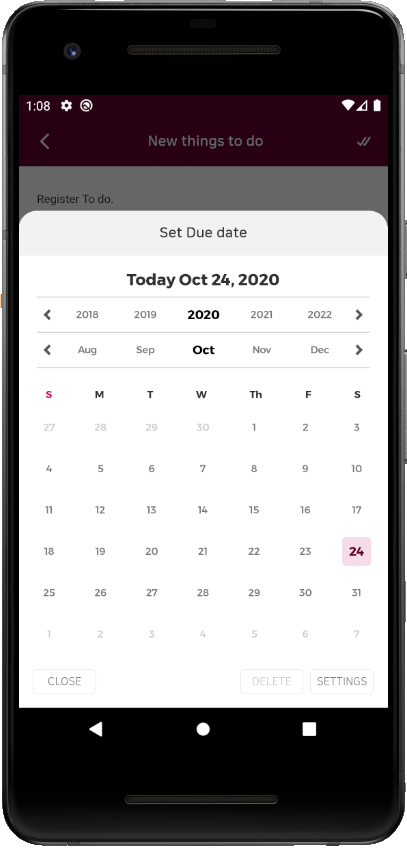 1:08
New things to do
Register To do.
Set Due date
Today Oct 24, 2020
2018 2019 2020 2021 2022
Aug Sep Oct Nov Dec
S M T W Th F S
27 28 29 30 1 2 3
4 5 6 7 8 9 10
11 12 13 14 15 16 17
18 19 20 21 22 23 24
25 26 27 28 29 30 31
1 2 3 4 5 6 7
CLOSE DELETE SETTINGS